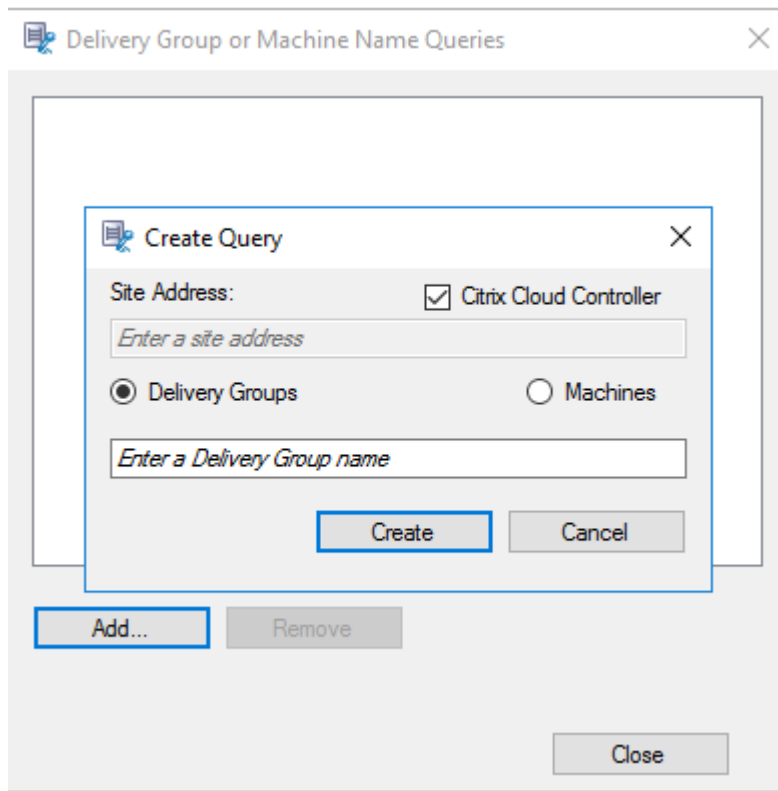 Delivery Group or Machine Name Queries
Create Query
Site Address:
Citrix Cloud Controller
Enter a site address
Delivery Groups
Machines
Enter a Delivery Group name
Create
Cancel
Add...
Remove
Close